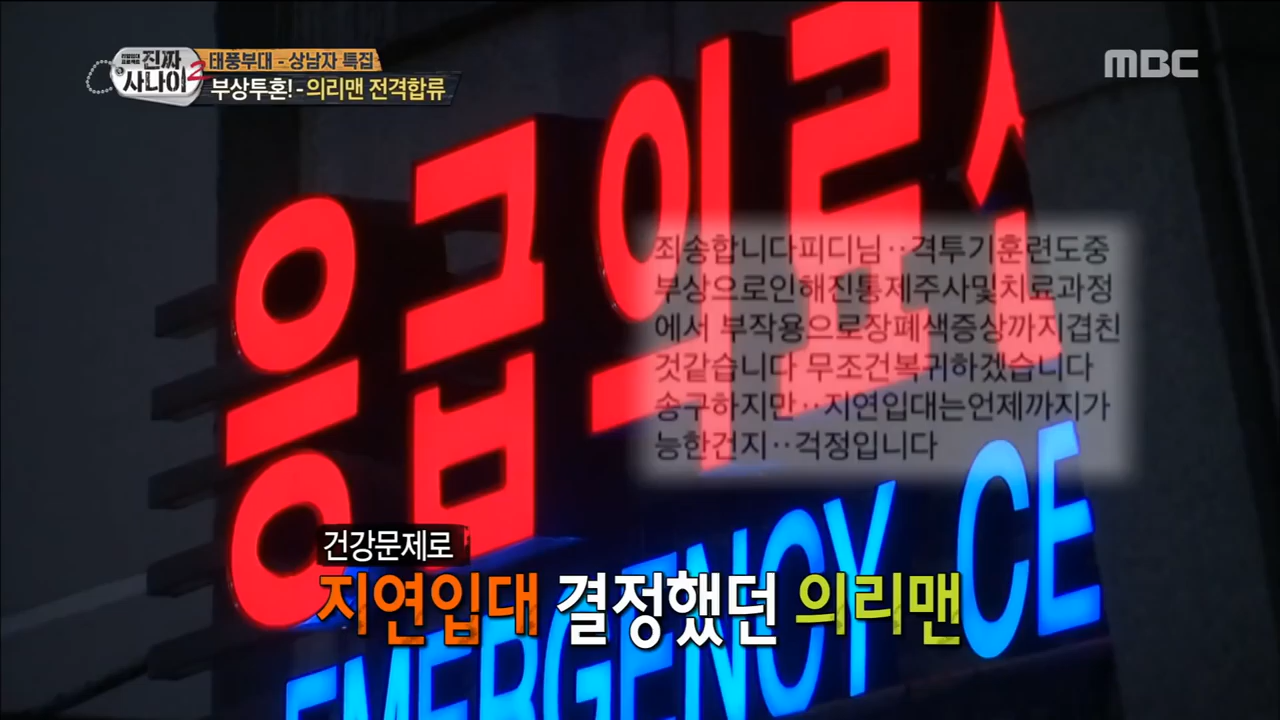 진짜
사나이2
태풍부대 - 상남자 특집
부상투혼! - 의리맨 전격합류
MBC
응급의료
죄송합니다피디님··격투기훈련도중
부상으로인해진통제주사및치료과정
에서 부작용으로장폐색증상까지겹친
것같습니다 무조건복귀하겠습니다
송구하지만··지연입대는언제까지가
능한건지··걱정입니다
EMERGENCY CE
건강문제로
지연입대 결정했던 의리맨